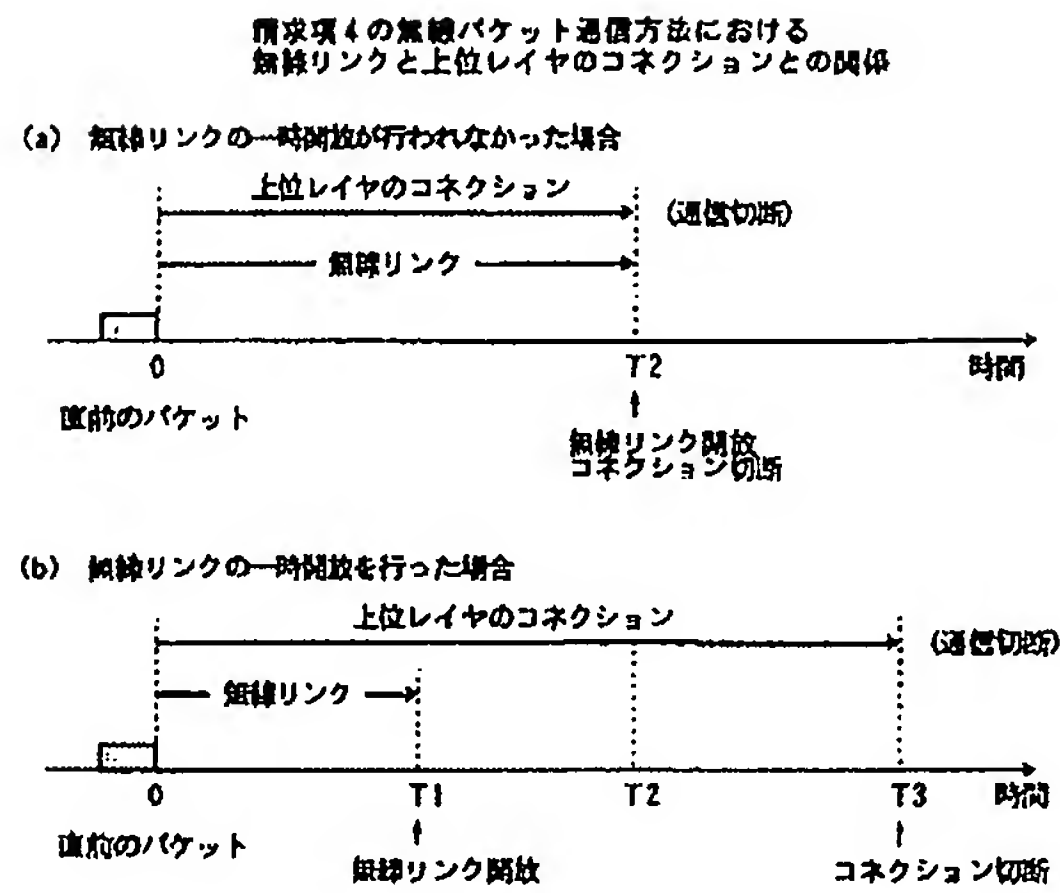 請求項4の無線パケット通信方法における
無線リンクと上位レイヤのコネクションとの関係
(a) 無線リンクの一時開放が行われなかった場合
上位レイヤのコネクション
(通信切断)
無線リンク
0
T2
時間
直前のパケット
無線リンク開放
コネクション切断
(b) 無線リンクの一時開放を行った場合
上位レイヤのコネクション
(通信切断)
無線リンク
0
T1
T2
T3
時間
直前のパケット
無線リンク開放
コネクション切断